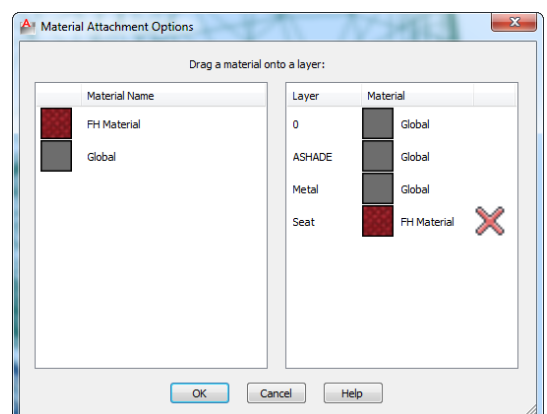 Material Attachment Options
Drag a material onto a layer:
Material Name
FH Material
Global
Layer Material
0 Global
ASHADE Global
Metal Global
Seat FH Material
OK Cancel Help